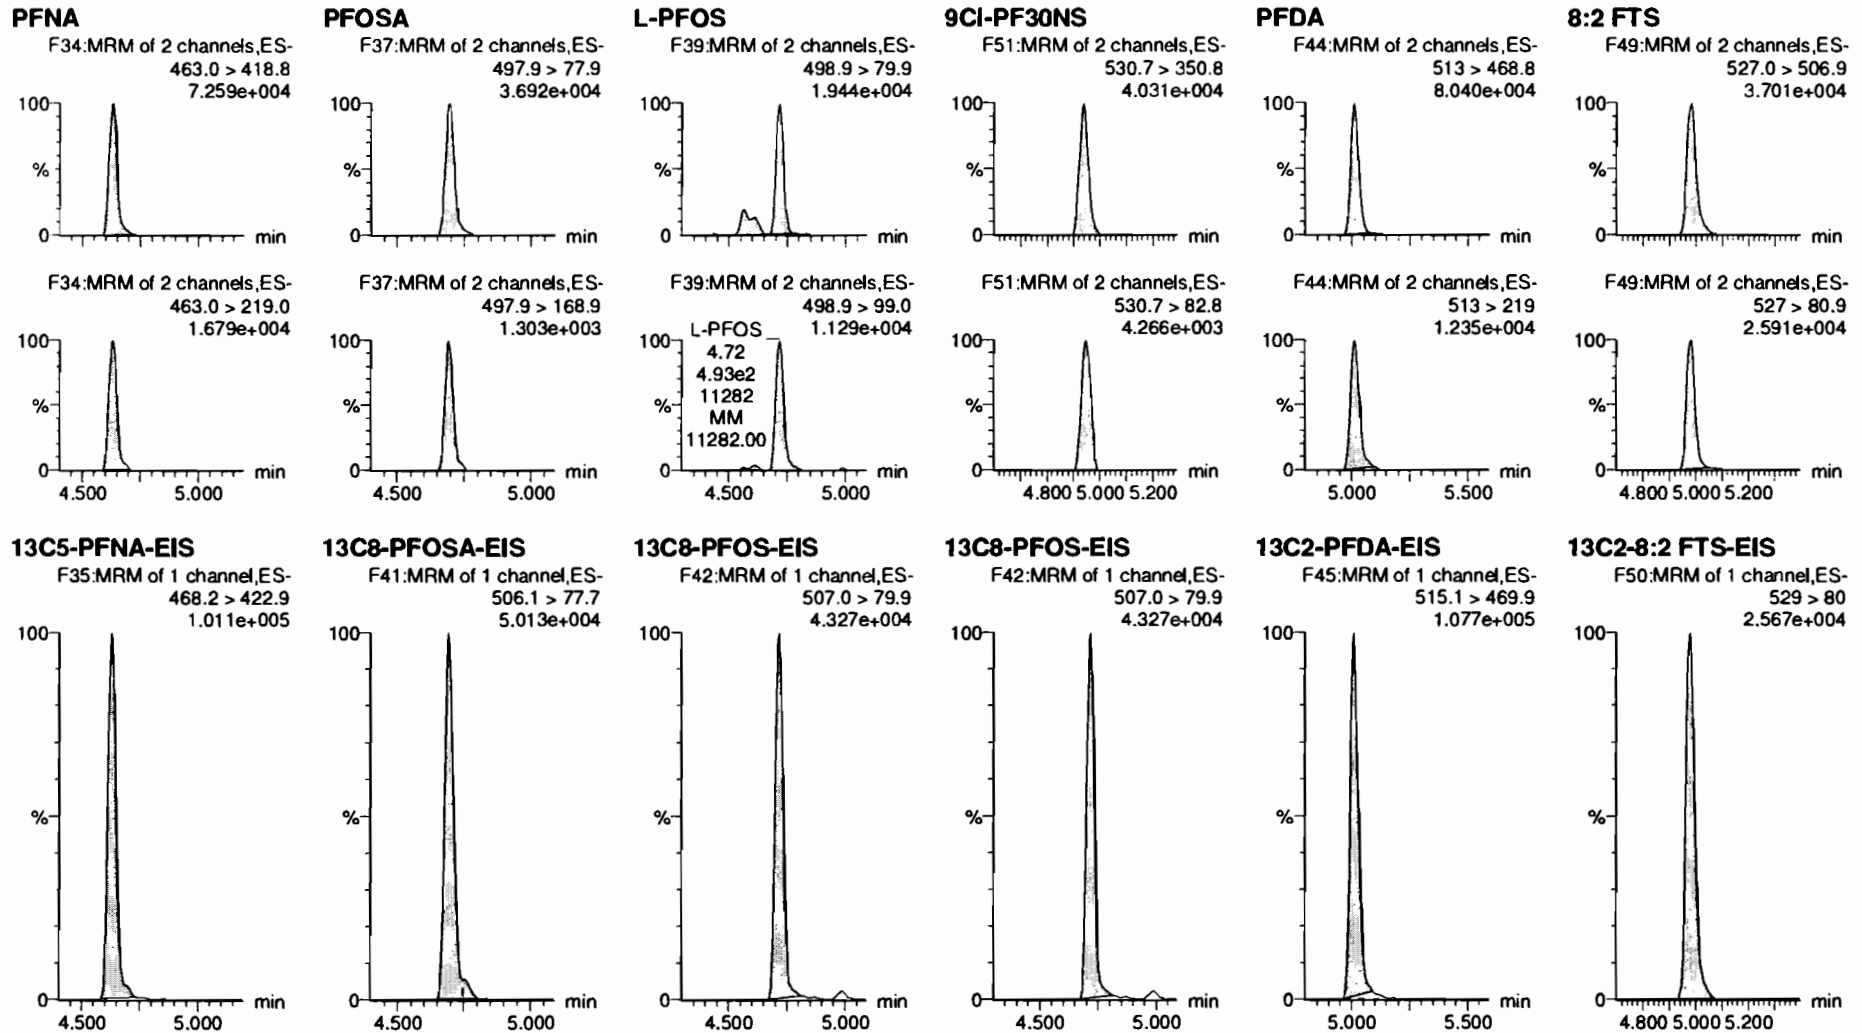 PFNA
F34:MRM of 2 channels,ES-
463.0 > 418.8
7.259e+004
100
%
0
min
PFOSA
F37:MRM of 2 channels,ES-
497.9 > 77.9
3.692e+004
100
%
0
min
L-PFOS
F39:MRM of 2 channels,ES-
498.9 > 79.9
1.944e+004
100
%
0
min
9Cl-PF30NS
F51:MRM of 2 channels,ES-
530.7 > 350.8
4.031e+004
100
%
0
min
PFDA
F44:MRM of 2 channels,ES-
513 > 468.8
8.040e+004
100
%
0
min
8:2 FTS
F49:MRM of 2 channels,ES-
527.0 > 506.9
3.701e+004
100
%
0
min
F34:MRM of 2 channels,ES-
463.0 > 219.0
1.679e+004
100
%
0
min
4.500 5.000
F37:MRM of 2 channels,ES-
497.9 > 168.9
1.303e+003
100
%
0
min
4.500 5.000
F39:MRM of 2 channels,ES-
498.9 > 99.0
1.129e+004
L-PFOS
4.72
4.93e2
11282
MM
11282.00
100
%
0
min
4.500 5.000
F51:MRM of 2 channels,ES-
530.7 > 82.8
4.266e+003
100
%
0
min
4.800 5.000 5.200
F44:MRM of 2 channels,ES-
513 > 219
1.235e+004
100
%
0
min
5.000 5.500
F49:MRM of 2 channels,ES-
527 > 80.9
2.591e+004
100
%
0
min
4.800 5.000 5.200
13C5-PFNA-EIS
F35:MRM of 1 channel,ES-
468.2 > 422.9
1.011e+005
100
%
0
min
4.500 5.000
13C8-PFOSA-EIS
F41:MRM of 1 channel,ES-
506.1 > 77.7
5.013e+004
100
%
0
min
4.500 5.000
13C8-PFOS-EIS
F42:MRM of 1 channel,ES-
507.0 > 79.9
4.327e+004
100
%
0
min
4.500 5.000
13C8-PFOS-EIS
F42:MRM of 1 channel,ES-
507.0 > 79.9
4.327e+004
100
%
0
min
4.500 5.000
13C2-PFDA-EIS
F45:MRM of 1 channel,ES-
515.1 > 469.9
1.077e+005
100
%
0
min
5.000 5.500
13C2-8:2 FTS-EIS
F50:MRM of 1 channel,ES-
529 > 80
2.567e+004
100
%
0
min
4.800 5.000 5.200